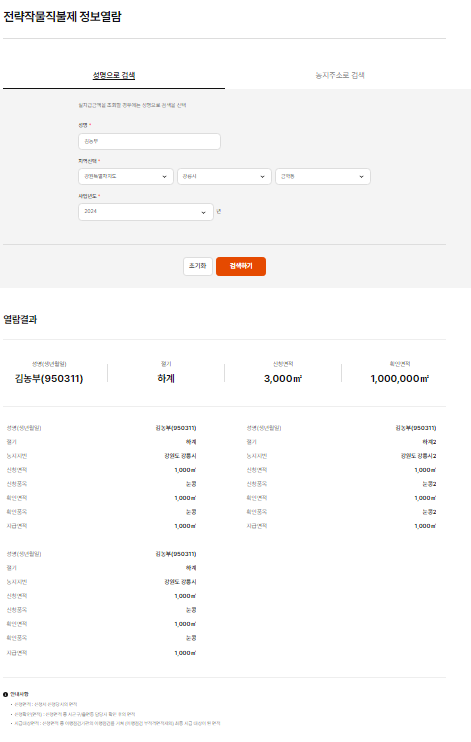 전략작물직불제 정보열람
성명으로 검색
농지주소로 검색
성명 *
김농부
지역선택 *
강원특별자치도
강릉시
사업년도 *
2024
년
초기화
검색하기
열람결과
성명(생년월일)
김농부(950311)
절기
하계
신청면적
3,000㎡
확인면적
1,000,000㎡
성명(생년월일) 김농부(950311)
절기 하계
농지시번 강원도 강릉시
신청면적 1,000㎡
신청품목 논콩
확인면적 1,000㎡
확인품목 논콩
지급면적 1,000㎡
성명(생년월일) 김농부(950311)
절기 하계2
농지시번 강원도 강릉시2
신청면적 1,000㎡
신청품목 논콩2
확인면적 1,000㎡
확인품목 논콩2
지급면적 1,000㎡
성명(생년월일) 김농부(950311)
절기 하계
농지시번 강원도 강릉시
신청면적 1,000㎡
신청품목 논콩
확인면적 1,000㎡
확인품목 논콩
지급면적 1,000㎡
안내사항